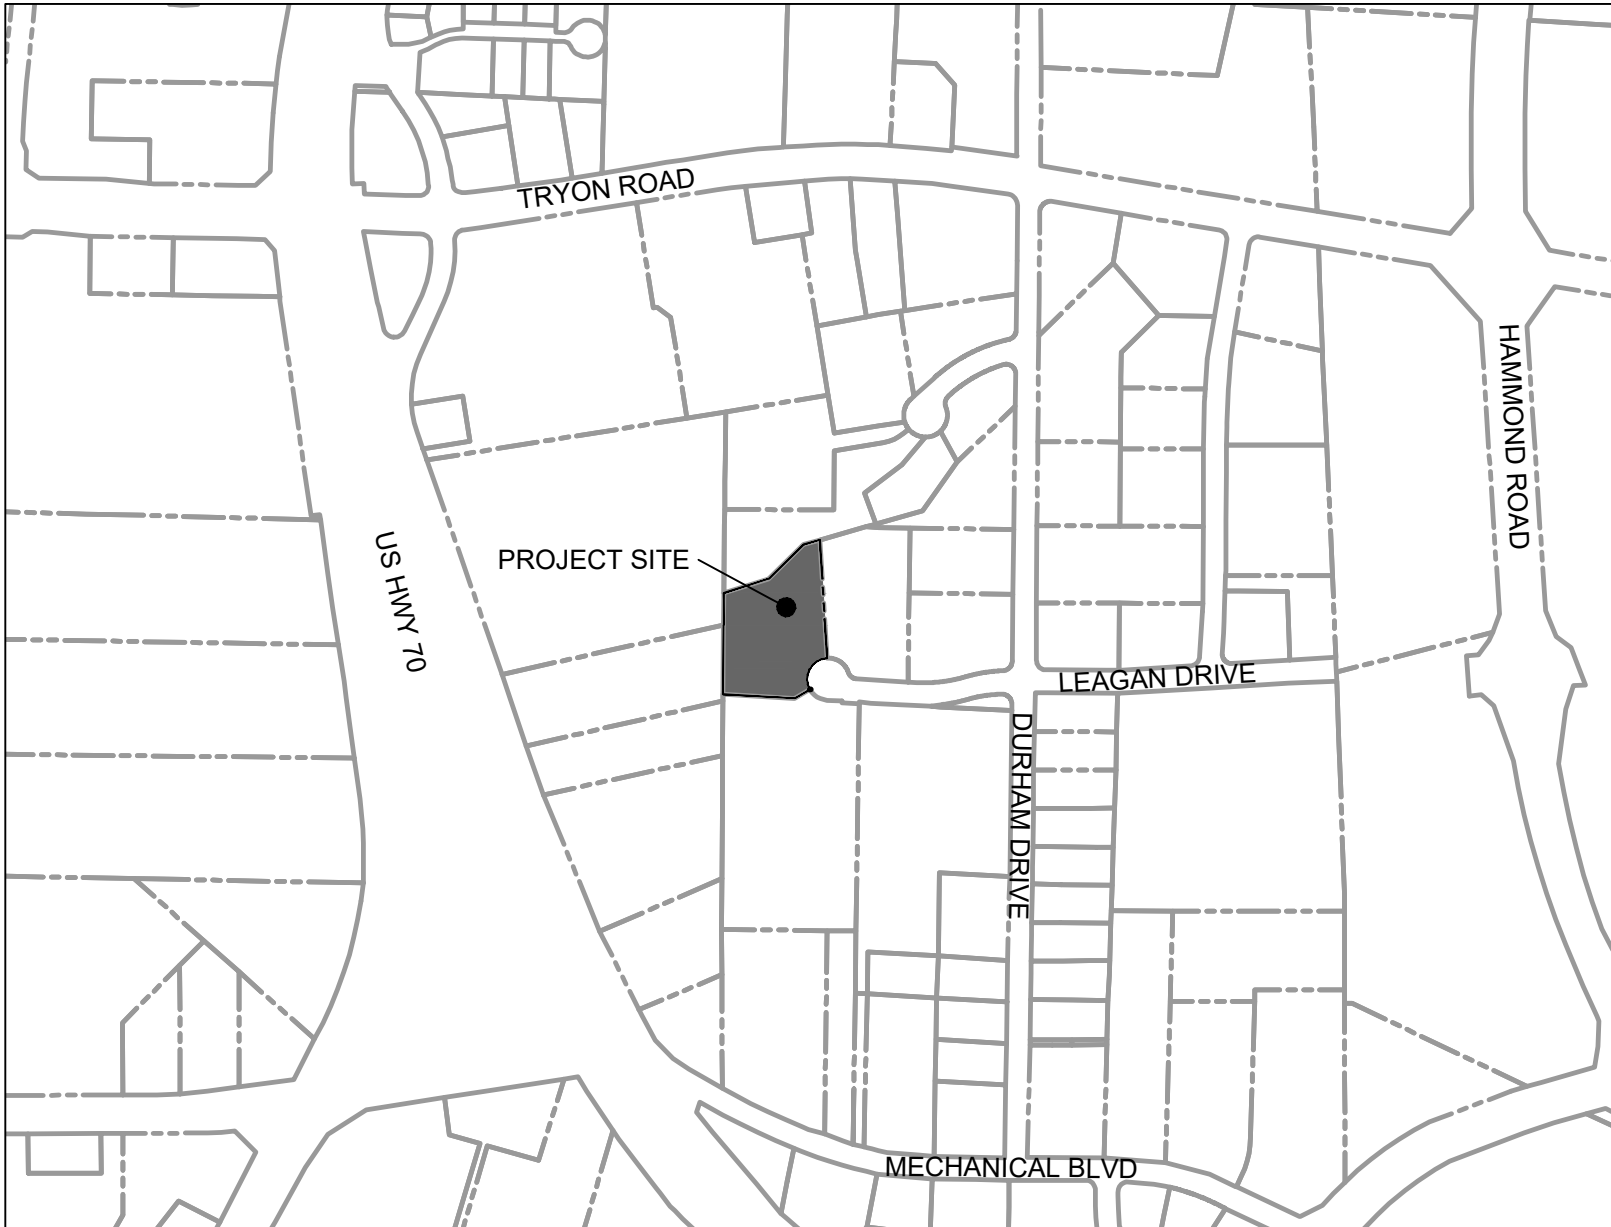 TRYON ROAD
HAMMOND ROAD
US HWY 70
PROJECT SITE
LEAGAN DRIVE
DURHAM DRIVE
MECHANICAL BLVD